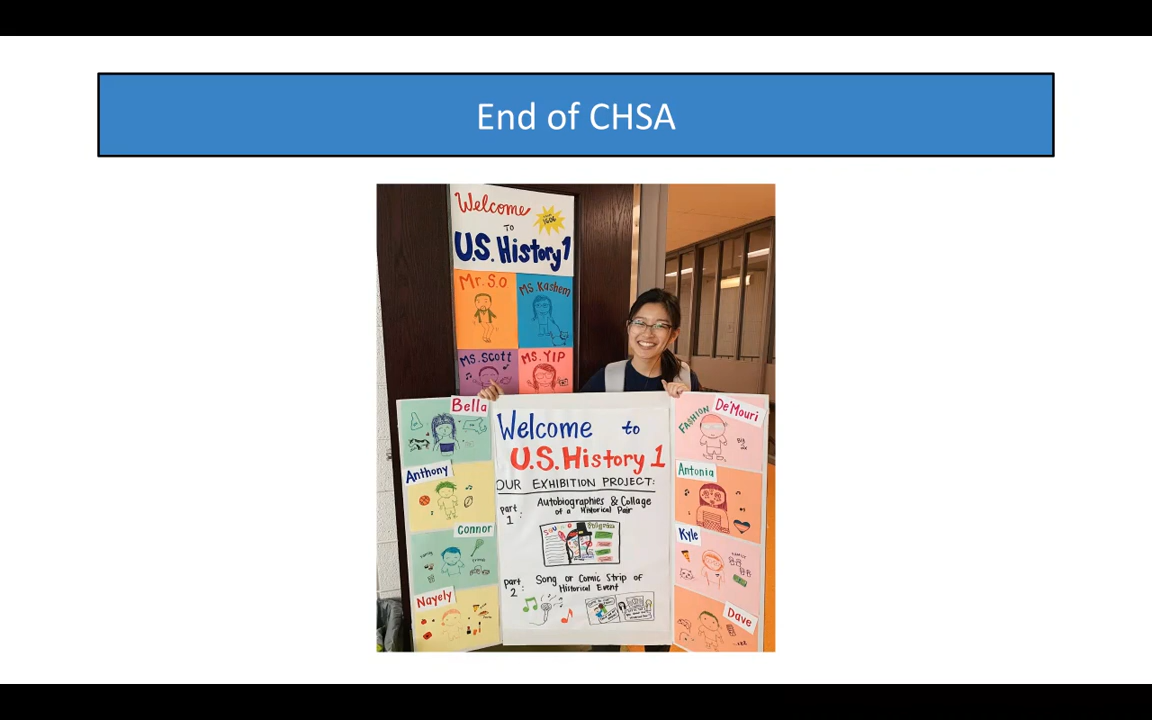 End of CHSA
Welcome
TO
U.S. History 1
Mr. S.O
MS. Kashem
MS. Scott
MS. YIP
Bella
Anthony
Connor
Nayely
Welcome to
U.S. History 1
OUR EXHIBITION PROJECT:
Part 1:
Autobiographies & Collage
of a Historical Pair
Part 2:
Song or Comic Strip of
Historical Event
De'Mouri
FASHION
Antonia
Kyle
Dave